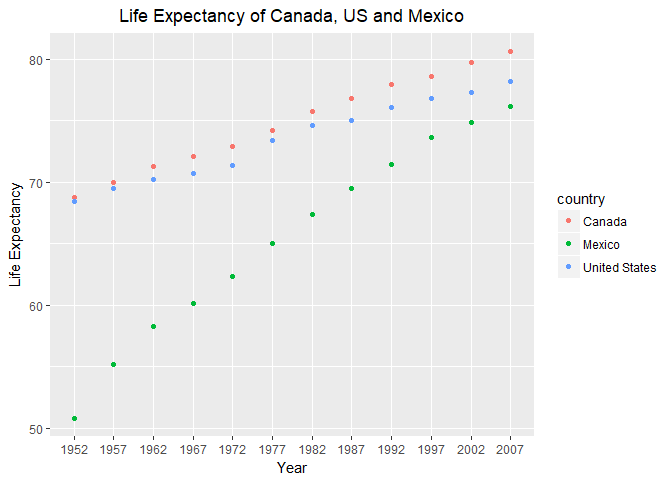 Life Expectancy of Canada, US and Mexico
80
70
60
50
Life Expectancy
1952 1957 1962 1967 1972 1977 1982 1987 1992 1997 2002 2007
Year
country
Canada
Mexico
United States